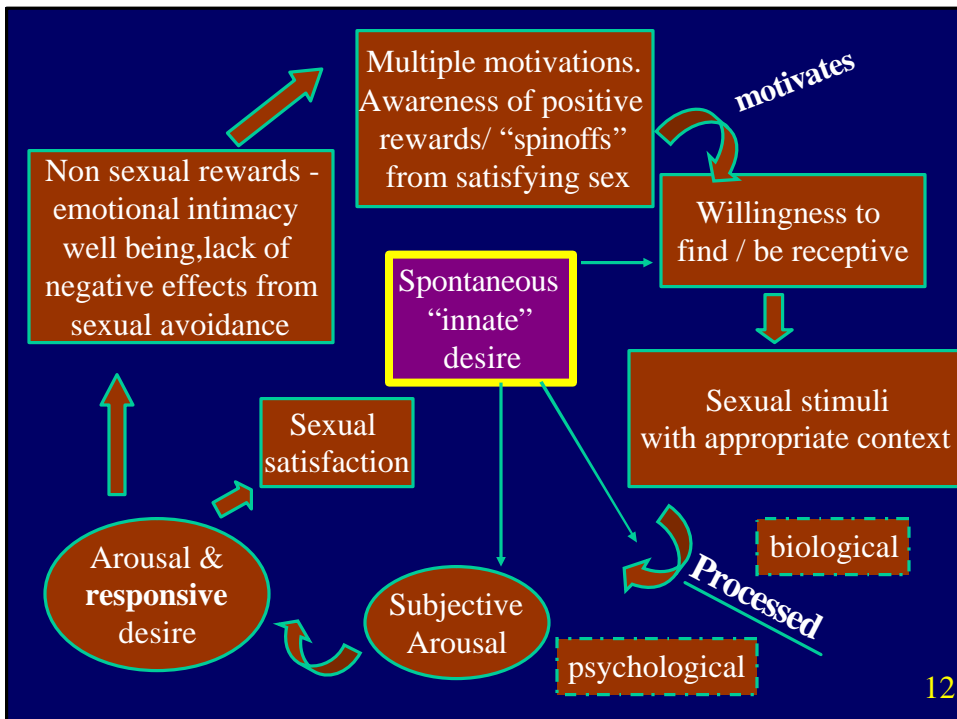 Multiple motivations.
Awareness of positive
rewards/ “spinoffs”
from satisfying sex
motivates
Willingness to
find / be receptive
Sexual stimuli
with appropriate context
biological
Processed
psychological
Spontaneous
“innate”
desire
Subjective
Arousal
Arousal &
responsive
desire
Sexual
satisfaction
Non sexual rewards -
emotional intimacy
well being,lack of
negative effects from
sexual avoidance
12